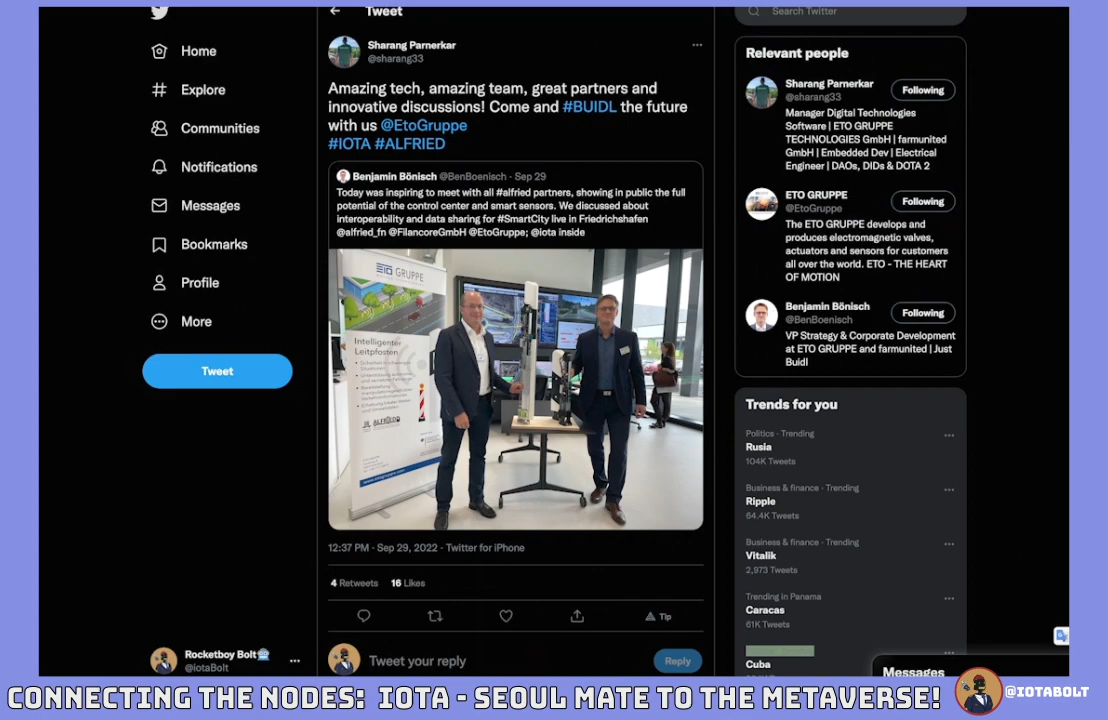 Tweet
Search Twitter
Home
Explore
Communities
Notifications
Messages
Bookmarks
Profile
More
Tweet
Rocketboy Bolt
@iotaBolt
Sharang Parnerkar
@sharang33
Amazing tech, amazing team, great partners and
innovative discussions! Come and #BUIDL the future
with us @EtoGruppe
#IOTA #ALFRIED
Benjamin Bönisch @BenBoenisch · Sep 29
Today was inspiring to meet with all #alfried partners, showing in public the full
potential of the control center and smart sensors. We discussed about
interoperability and data sharing for #SmartCity live in Friedrichshafen
@alfried_fn @FilancoreGmbH @EtoGruppe; @iota inside
ETO GRUPPE
Intelligenter
Leitpfosten
ALFRIED
12:37 PM · Sep 29, 2022 · Twitter for iPhone
4 Retweets 16 Likes
Tip
Tweet your reply
Reply
Relevant people
Sharang Parnerkar
@sharang33
Following
Manager Digital Technologies
Software | ETO GRUPPE
TECHNOLOGIES GmbH | farmunited
GmbH | Embedded Dev | Electrical
Engineer | DAOs, DIDs & DOTA 2
ETO GRUPPE
@EtoGruppe
Following
The ETO GRUPPE develops and
produces electromagnetic valves,
actuators and sensors for customers
all over the world. ETO - THE HEART
OF MOTION
Benjamin Bönisch
@BenBoenisch
Following
VP Strategy & Corporate Development
at ETO GRUPPE and farmunited | Just
Buidl
Trends for you
Politics · Trending
Rusia
104K Tweets
Business & finance · Trending
Ripple
64.4K Tweets
Business & finance · Trending
Vitalik
2,973 Tweets
Trending in Panama
Caracas
61K Tweets
Cuba
Messages
CONNECTING THE NODES: IOTA - SEOUL MATE TO THE METAVERSE!
@IOTABOLT